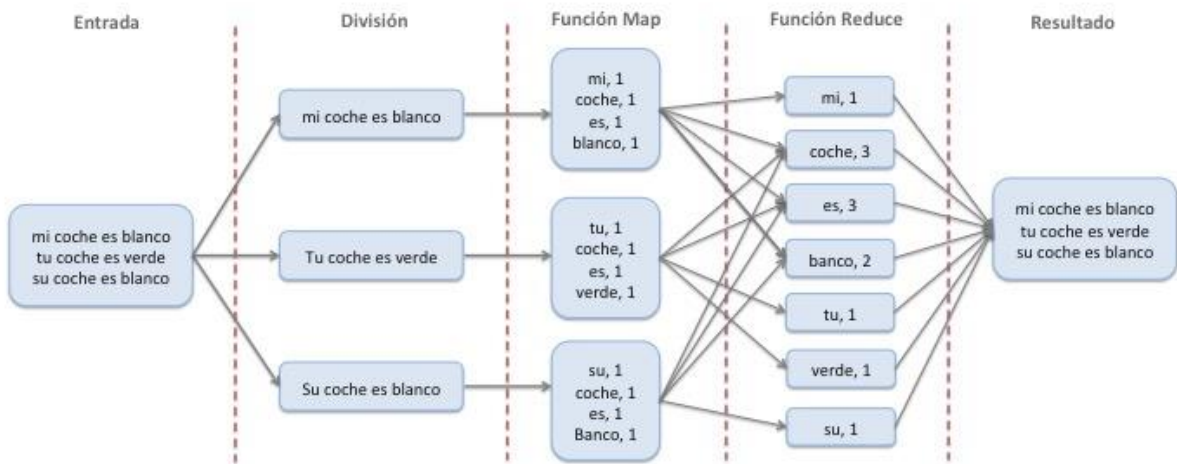 Entrada
División
Función Map
Función Reduce
Resultado
mi coche es blanco
tu coche es verde
su coche es blanco
mi coche es blanco
Tu coche es verde
Su coche es blanco
mi, 1
coche, 1
es, 1
blanco, 1
tu, 1
coche, 1
es, 1
verde, 1
su, 1
coche, 1
es, 1
Banco, 1
mi, 1
coche, 3
es, 3
banco, 2
tu, 1
verde, 1
su, 1
mi coche es blanco
tu coche es verde
su coche es blanco